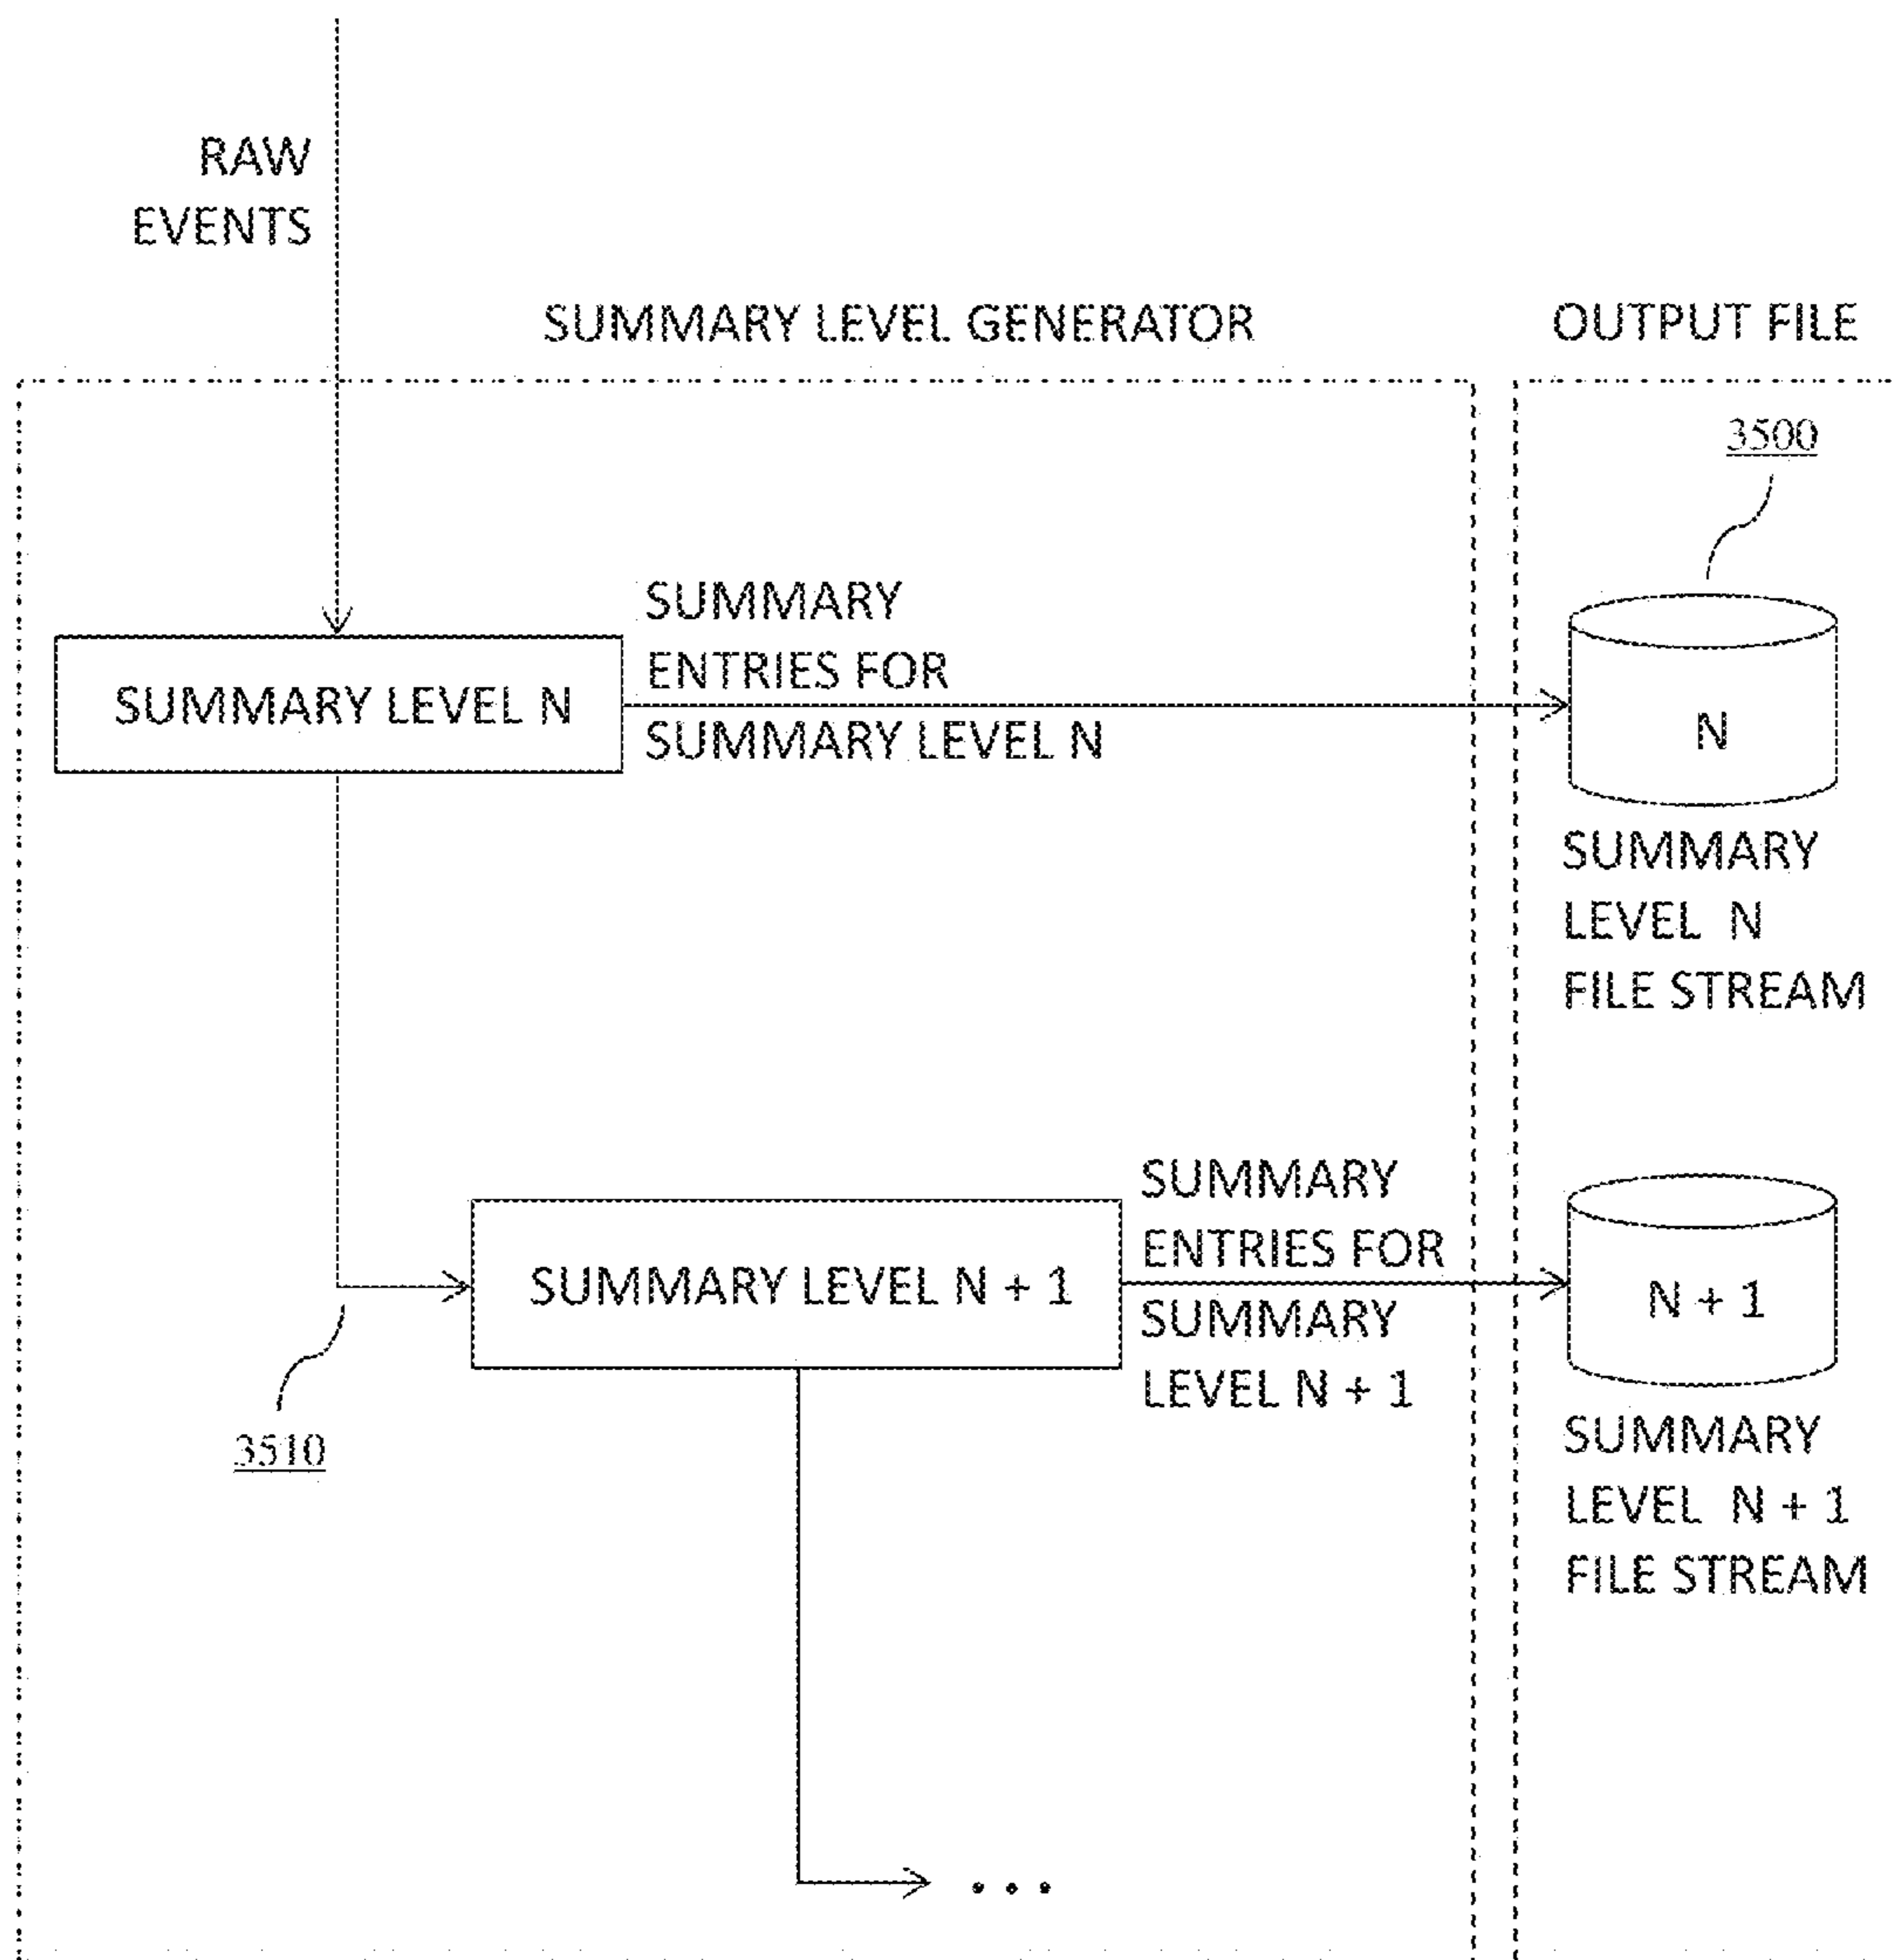 RAW
EVENTS
SUMMARY LEVEL GENERATOR
OUTPUT FILE
3500
SUMMARY
ENTRIES FOR
SUMMARY LEVEL N
SUMMARY LEVEL N
N
SUMMARY
LEVEL N
FILE STREAM
SUMMARY
ENTRIES FOR
SUMMARY
LEVEL N + 1
SUMMARY LEVEL N + 1
N + 1
3510
SUMMARY
LEVEL N + 1
FILE STREAM
...